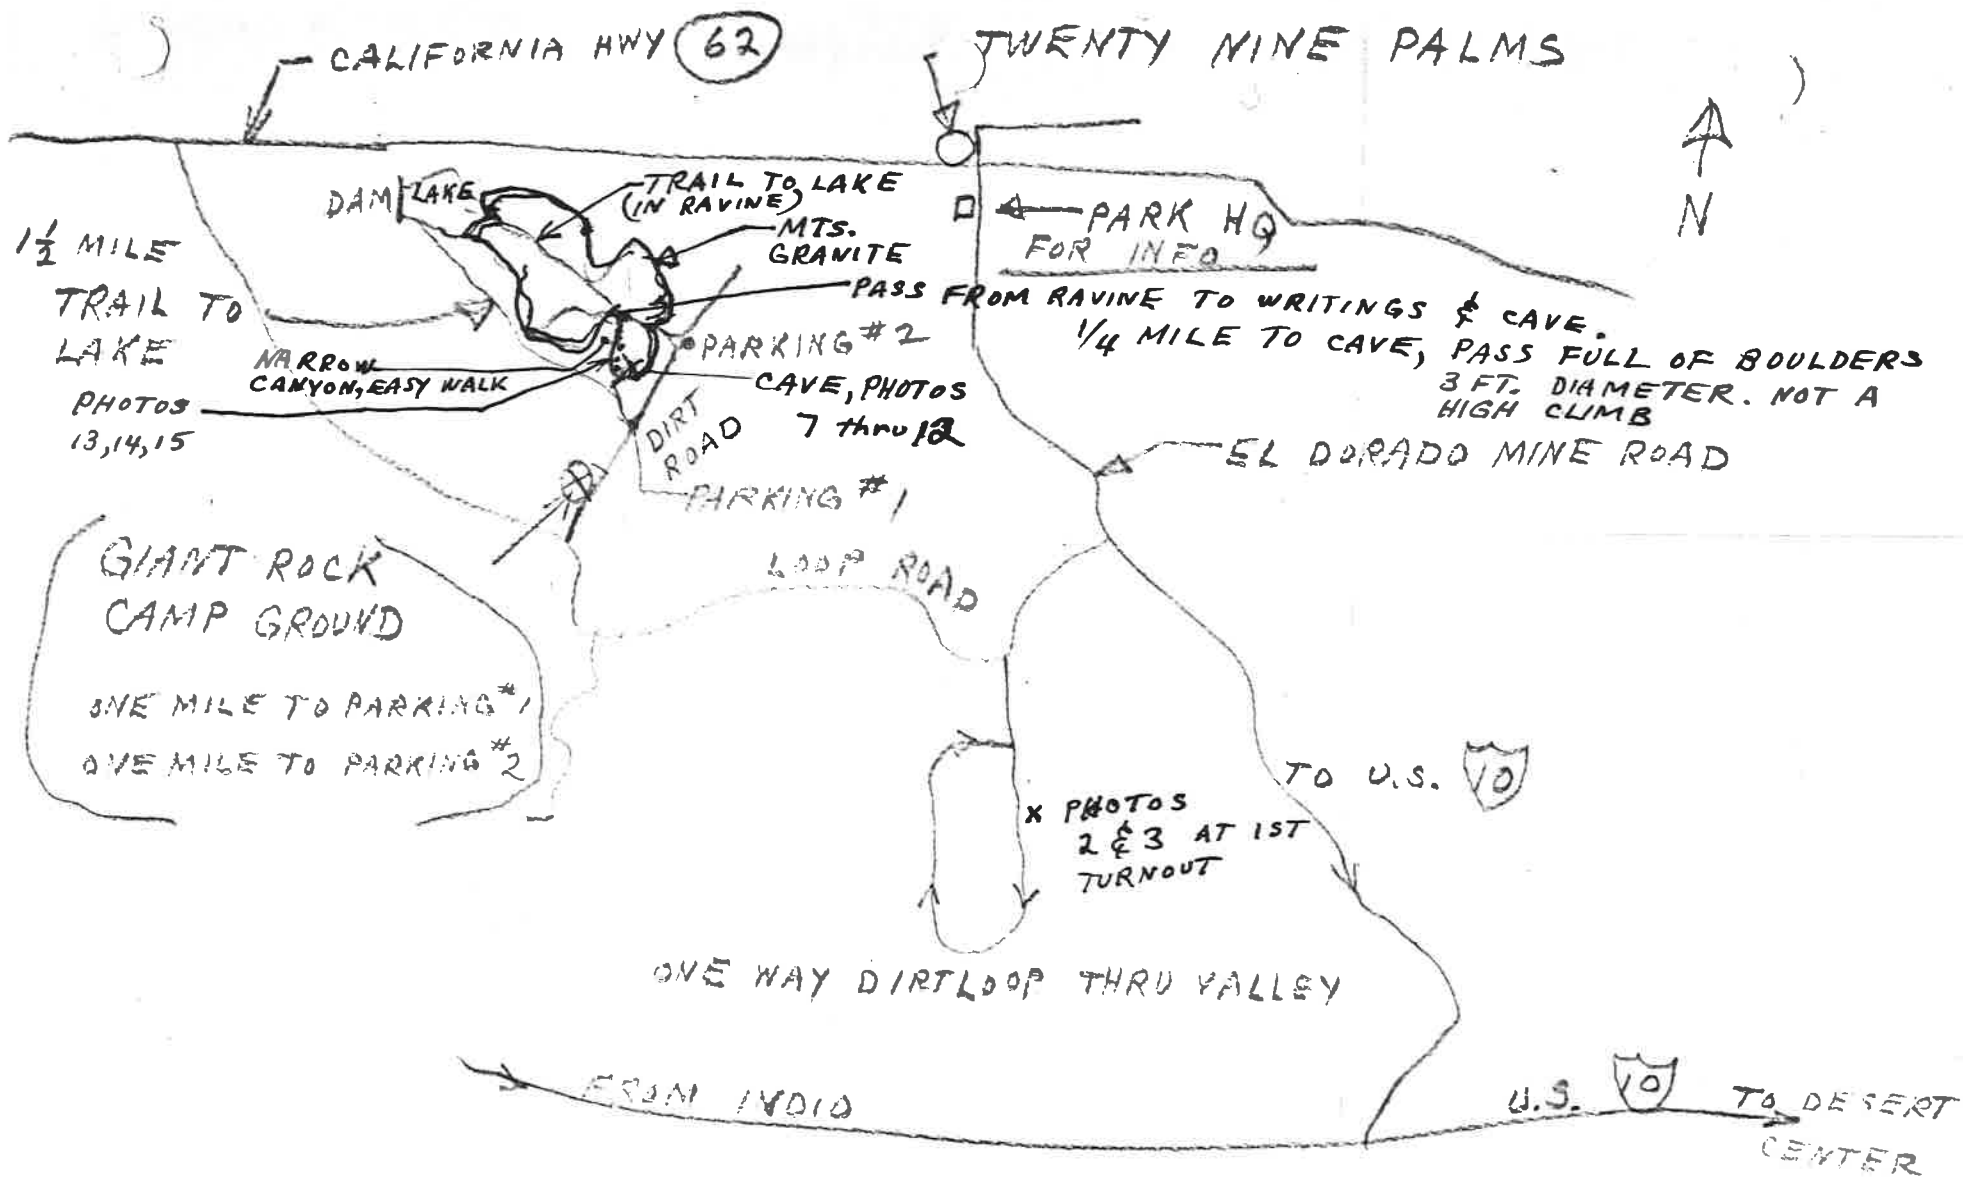 CALIFORNIA HWY 62
TWENTY NINE PALMS
N
DAM
LAKE
TRAIL TO LAKE
(IN RAVINE)
MTS.
GRANITE
PARK HQ
FOR INFO
1½ MILE
TRAIL TO
LAKE
PASS FROM RAVINE TO WRITINGS & CAVE.
1/4 MILE TO CAVE, PASS FULL OF BOULDERS
3 FT. DIAMETER. NOT A
HIGH CLIMB
PARKING #2
NARROW
CANYON, EASY WALK
CAVE, PHOTOS
7 thru 12
PHOTOS
13, 14, 15
DIRT
ROAD
EL DORADO MINE ROAD
PARKING #1
GIANT ROCK
CAMP GROUND
ONE MILE TO PARKING #1
ONE MILE TO PARKING #2
LOOP ROAD
TO U.S. 10
X PHOTOS
2 & 3 AT 1ST
TURNOUT
ONE WAY DIRT LOOP THRU VALLEY
FROM INDIO
U.S. 10 TO DESERT
CENTER